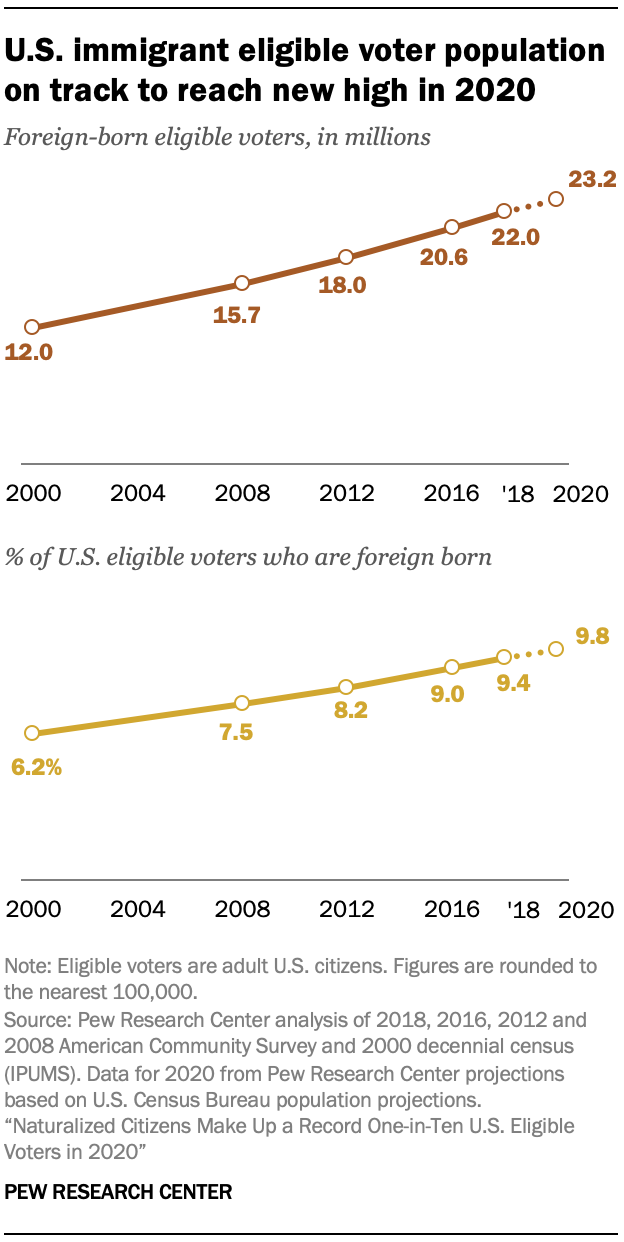 U.S. immigrant eligible voter population
on track to reach new high in 2020
Foreign-born eligible voters, in millions
23.2
22.0
20.6
18.0
15.7
12.0
2000 2004 2008 2012 2016 '18 2020
% of U.S. eligible voters who are foreign born
9.8
9.4
9.0
8.2
7.5
6.2%
2000 2004 2008 2012 2016 '18 2020
Note: Eligible voters are adult U.S. citizens. Figures are rounded to
the nearest 100,000.
Source: Pew Research Center analysis of 2018, 2016, 2012 and
2008 American Community Survey and 2000 decennial census
(IPUMS). Data for 2020 from Pew Research Center projections
based on U.S. Census Bureau population projections.
“Naturalized Citizens Make Up a Record One-in-Ten U.S. Eligible
Voters in 2020”
PEW RESEARCH CENTER